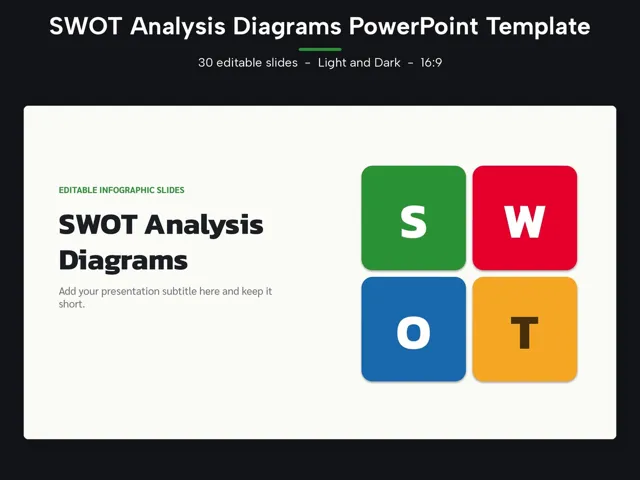 SWOT Analysis Diagrams PowerPoint Template
30 editable slides – Light and Dark – 16:9
EDITABLE INFOGRAPHIC SLIDES
SWOT Analysis
Diagrams
Add your presentation subtitle here and keep it
short.
S W
O T